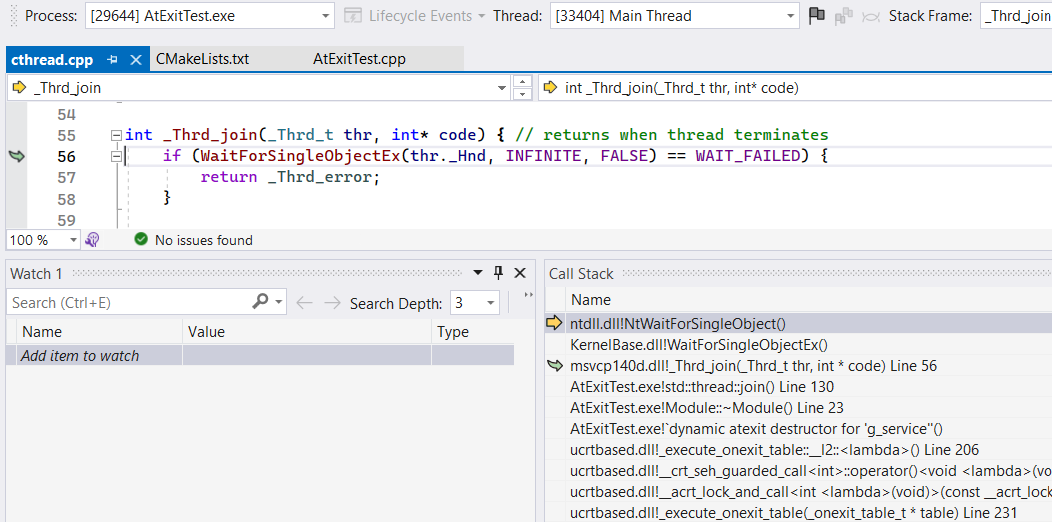 Process: [29644] AtExitTest.exe Lifecycle Events Thread: [33404] Main Thread Stack Frame: _Thrd_join
cthread.cpp CMakeLists.txt AtExitTest.cpp
_Thrd_join int _Thrd_join(_Thrd_t thr, int* code)
54
55 int _Thrd_join(_Thrd_t thr, int* code) { // returns when thread terminates
56 if (WaitForSingleObjectEx(thr._Hnd, INFINITE, FALSE) == WAIT_FAILED) {
57 return _Thrd_error;
58 }
59
100 % No issues found
Watch 1
Search (Ctrl+E) Search Depth: 3
Name Value Type
Add item to watch
Call Stack
Name
ntdll.dll!NtWaitForSingleObject()
KernelBase.dll!WaitForSingleObjectEx()
msvcp140d.dll!_Thrd_join(_Thrd_t thr, int * code) Line 56
AtExitTest.exe!std::thread::join() Line 130
AtExitTest.exe!Module::~Module() Line 23
AtExitTest.exe!`dynamic atexit destructor for 'g_service''()
ucrtbased.dll!_execute_onexit_table::__l2::<lambda>() Line 206
ucrtbased.dll!__crt_seh_guarded_call<int>::operator()<void <lambda>(vo
ucrtbased.dll!__acrt_lock_and_call<int <lambda>(void)>(const __acrt_lock
ucrtbased.dll!_execute_onexit_table(_onexit_table_t * table) Line 231